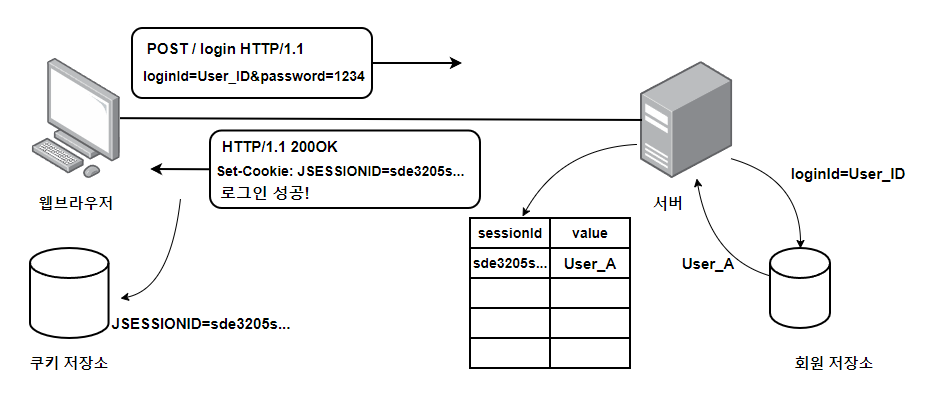 POST / login HTTP/1.1
loginId=User_ID&password=1234
HTTP/1.1 200OK
Set-Cookie: JSESSIONID=sde3205s...
로그인 성공!
웹브라우저
서버
loginId=User_ID
sessionId value
sde3205s... User_A
User_A
JSESSIONID=sde3205s...
쿠키 저장소
회원 저장소